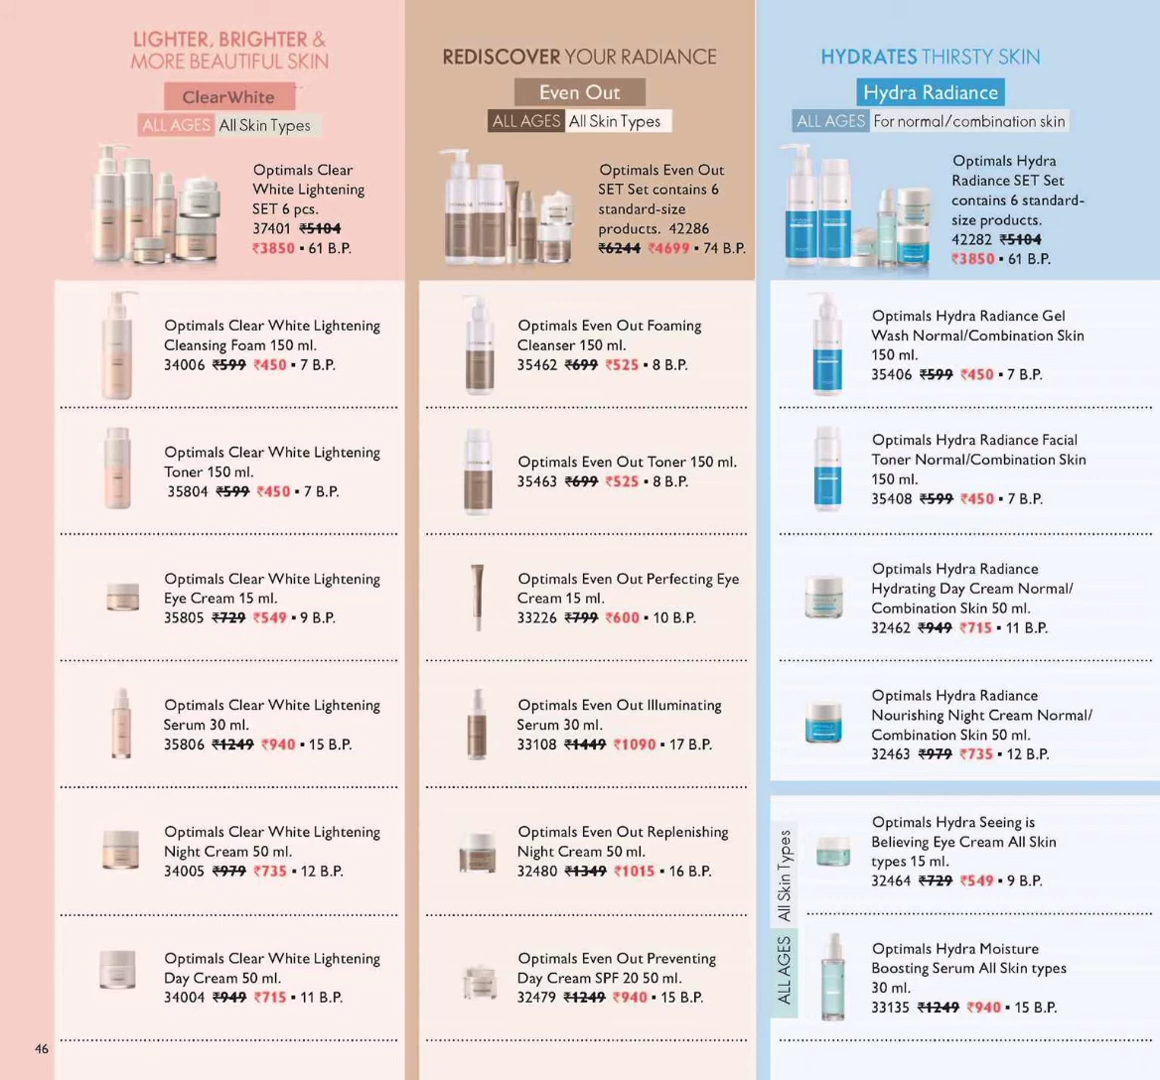 LIGHTER, BRIGHTER &
MORE BEAUTIFUL SKIN
ClearWhite
ALL AGES All Skin Types
Optimals Clear
White Lightening
SET 6 pcs.
37401 ₹5104
₹3850 ▪ 61 B.P.
Optimals Clear White Lightening
Cleansing Foam 150 ml.
34006 ₹599 ₹450 ▪ 7 B.P.
Optimals Clear White Lightening
Toner 150 ml.
35804 ₹599 ₹450 ▪ 7 B.P.
Optimals Clear White Lightening
Eye Cream 15 ml.
35805 ₹729 ₹549 ▪ 9 B.P.
Optimals Clear White Lightening
Serum 30 ml.
35806 ₹1249 ₹940 ▪ 15 B.P.
Optimals Clear White Lightening
Night Cream 50 ml.
34005 ₹979 ₹735 ▪ 12 B.P.
Optimals Clear White Lightening
Day Cream 50 ml.
34004 ₹949 ₹715 ▪ 11 B.P.
46
REDISCOVER YOUR RADIANCE
Even Out
ALL AGES All Skin Types
Optimals Even Out
SET Set contains 6
standard-size
products. 42286
₹6244 ₹4699 ▪ 74 B.P.
Optimals Even Out Foaming
Cleanser 150 ml.
35462 ₹699 ₹525 ▪ 8 B.P.
Optimals Even Out Toner 150 ml.
35463 ₹699 ₹525 ▪ 8 B.P.
Optimals Even Out Perfecting Eye
Cream 15 ml.
33226 ₹799 ₹600 ▪ 10 B.P.
Optimals Even Out Illuminating
Serum 30 ml.
33108 ₹1449 ₹1090 ▪ 17 B.P.
Optimals Even Out Replenishing
Night Cream 50 ml.
32480 ₹1349 ₹1015 ▪ 16 B.P.
Optimals Even Out Preventing
Day Cream SPF 20 50 ml.
32479 ₹1249 ₹940 ▪ 15 B.P.
HYDRATES THIRSTY SKIN
Hydra Radiance
ALL AGES For normal/combination skin
Optimals Hydra
Radiance SET Set
contains 6 standard-
size products.
42282 ₹5104
₹3850 ▪ 61 B.P.
Optimals Hydra Radiance Gel
Wash Normal/Combination Skin
150 ml.
35406 ₹599 ₹450 ▪ 7 B.P.
Optimals Hydra Radiance Facial
Toner Normal/Combination Skin
150 ml.
35408 ₹599 ₹450 ▪ 7 B.P.
Optimals Hydra Radiance
Hydrating Day Cream Normal/
Combination Skin 50 ml.
32462 ₹949 ₹715 ▪ 11 B.P.
Optimals Hydra Radiance
Nourishing Night Cream Normal/
Combination Skin 50 ml.
32463 ₹979 ₹735 ▪ 12 B.P.
ALL AGES All Skin Types
Optimals Hydra Seeing is
Believing Eye Cream All Skin
types 15 ml.
32464 ₹729 ₹549 ▪ 9 B.P.
Optimals Hydra Moisture
Boosting Serum All Skin types
30 ml.
33135 ₹1249 ₹940 ▪ 15 B.P.